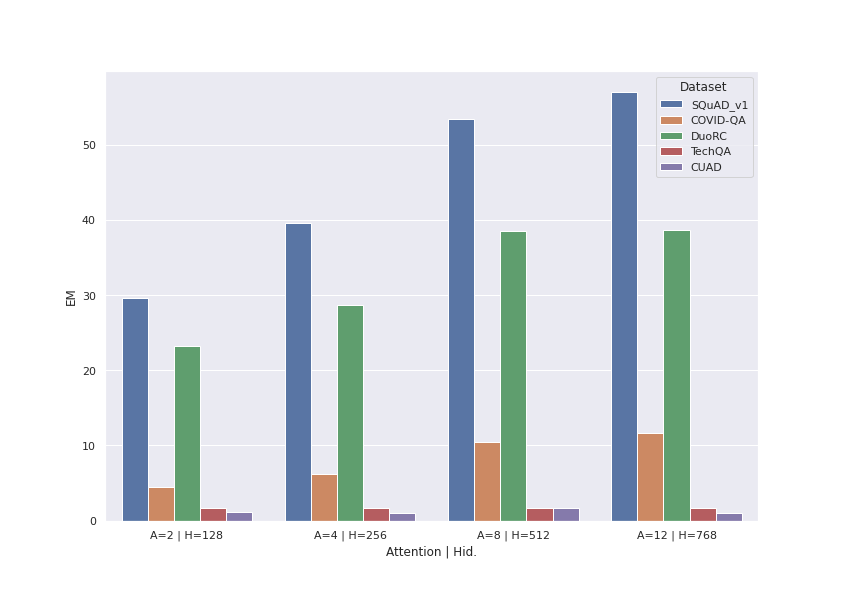 Dataset
SQuAD_v1
COVID-QA
DuoRC
TechQA
CUAD
EM
50
40
30
20
10
0
A=2 | H=128
A=4 | H=256
A=8 | H=512
A=12 | H=768
Attention | Hid.